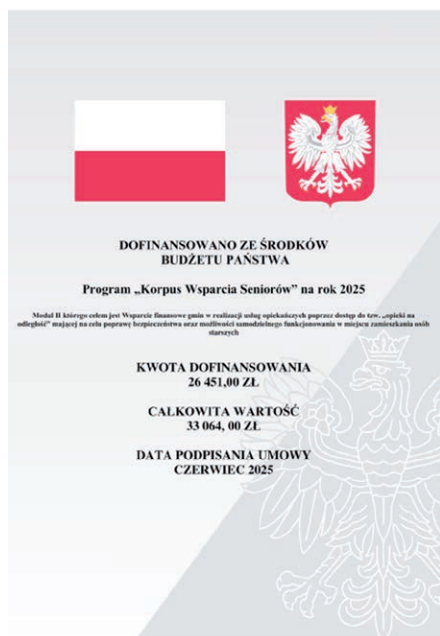 DOFINANSOWANO ZE ŚRODKÓW
BUDŻETU PAŃSTWA
Program „Korpus Wsparcia Seniorów” na rok 2025
Moduł II którego celem jest Wsparcie finansowe gmin w realizacji usług opiekuńczych poprzez dostęp do tzw. „opieki na
odległość” mającej na celu poprawę bezpieczeństwa oraz możliwości samodzielnego funkcjonowania w miejscu zamieszkania osób
starszych
KWOTA DOFINANSOWANIA
26 451,00 ZŁ
CAŁKOWITA WARTOŚĆ
33 064, 00 ZŁ
DATA PODPISANIA UMOWY
CZERWIEC 2025